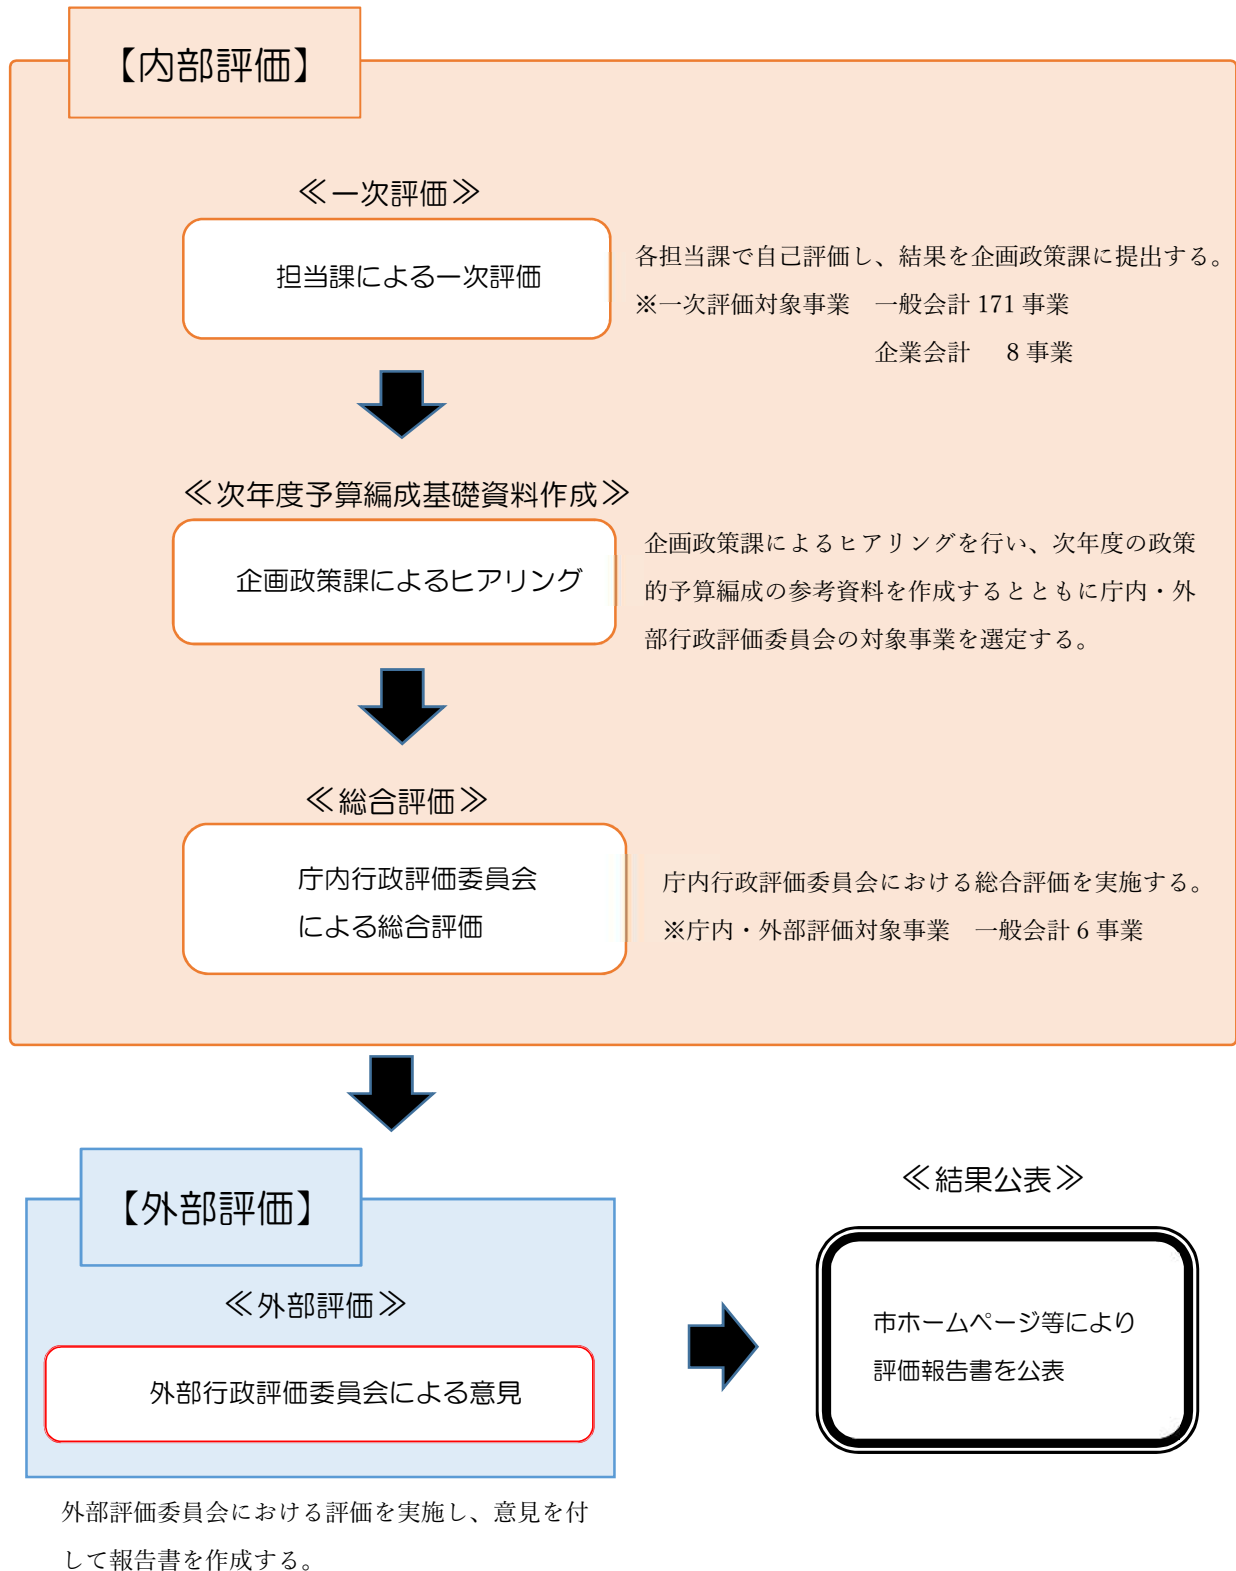 【内部評価】
≪一次評価≫
担当課による一次評価
各担当課で自己評価し、結果を企画政策課に提出する。
※一次評価対象事業　一般会計 171 事業
企業会計　8 事業
≪次年度予算編成基礎資料作成≫
企画政策課によるヒアリング
企画政策課によるヒアリングを行い、次年度の政策
的予算編成の参考資料を作成するとともに庁内・外
部行政評価委員会の対象事業を選定する。
≪総合評価≫
庁内行政評価委員会
による総合評価
庁内行政評価委員会における総合評価を実施する。
※庁内・外部評価対象事業　一般会計 6 事業
【外部評価】
≪外部評価≫
外部行政評価委員会による意見
外部評価委員会における評価を実施し、意見を付
して報告書を作成する。
≪結果公表≫
市ホームページ等により
評価報告書を公表